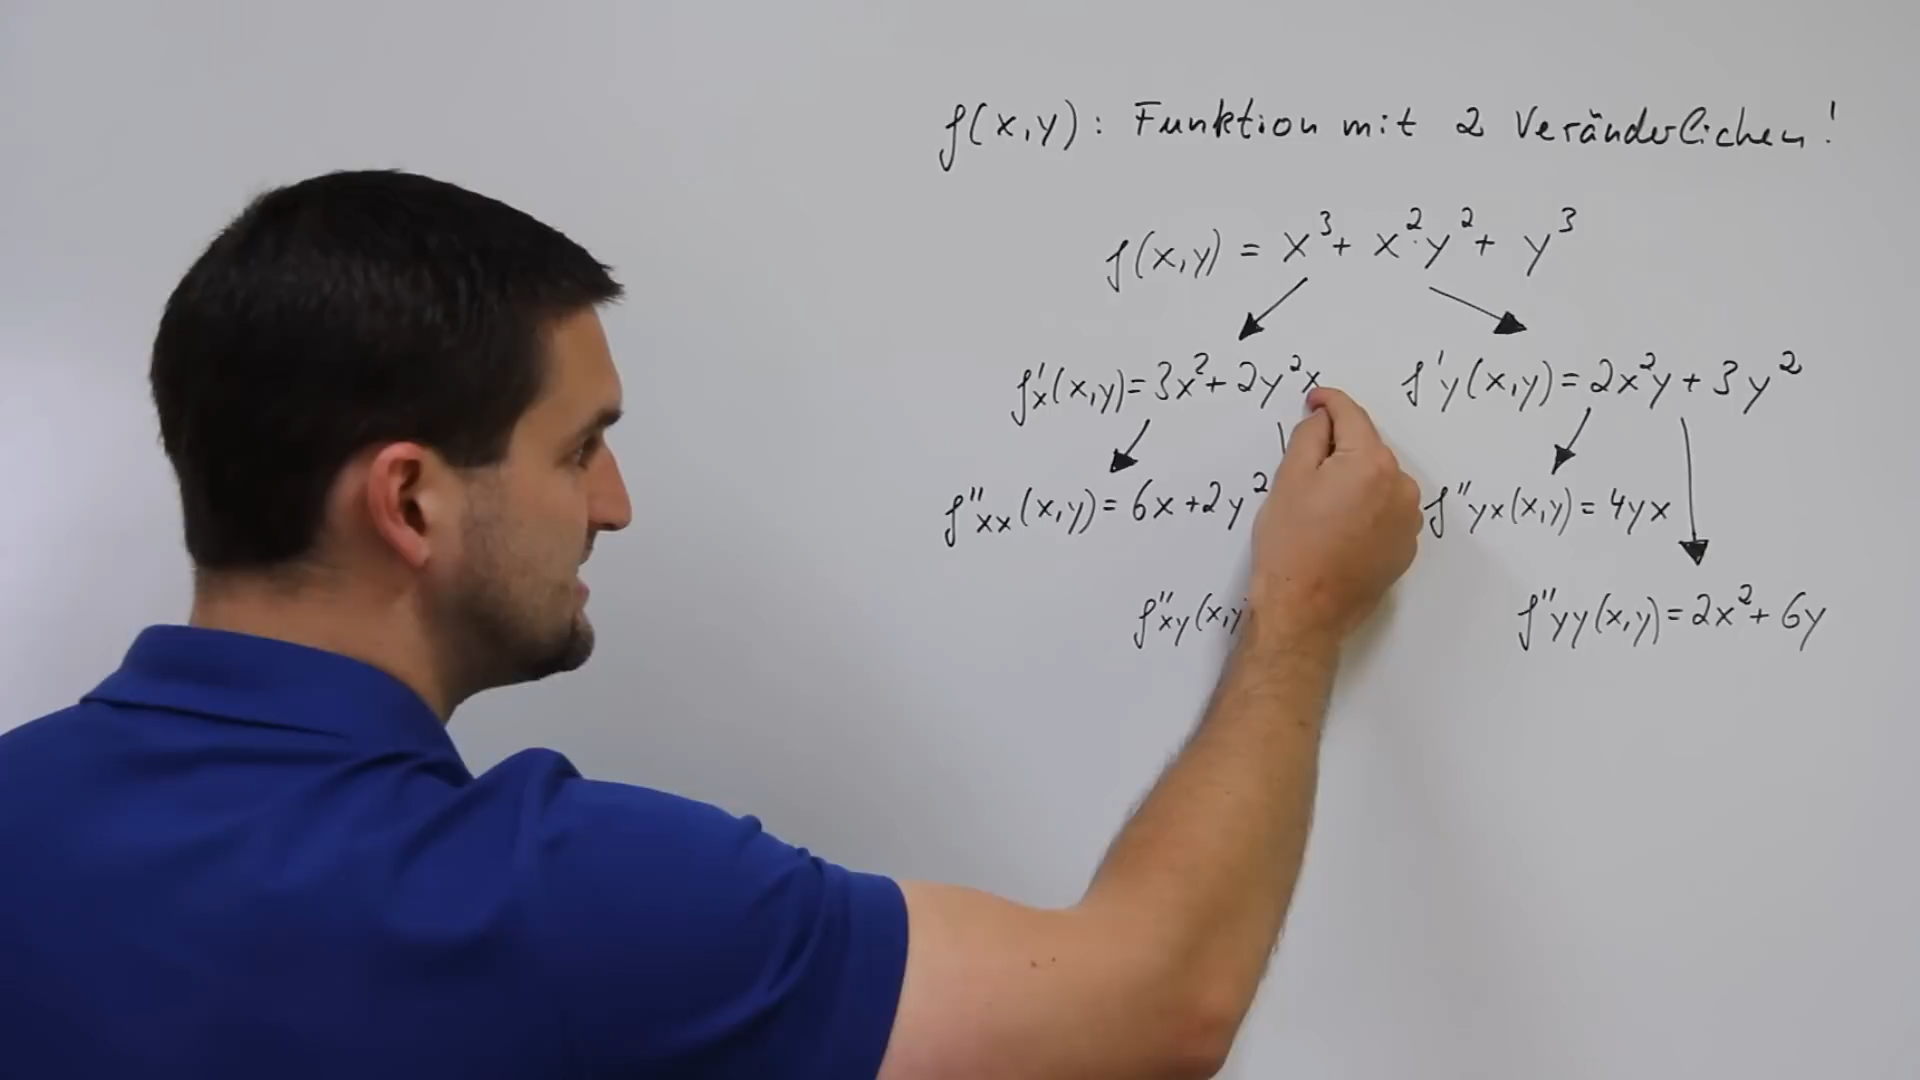 f(x,y): Funktion mit 2 Veränderlichen!
f(x,y) = x³ + x²·y² + y³
f'x(x,y) = 3x² + 2y²x f'y(x,y) = 2x²y + 3y²
f''xx(x,y) = 6x + 2y² f''yx(x,y) = 4yx
f''xy(x,y f''yy(x,y) = 2x² + 6y